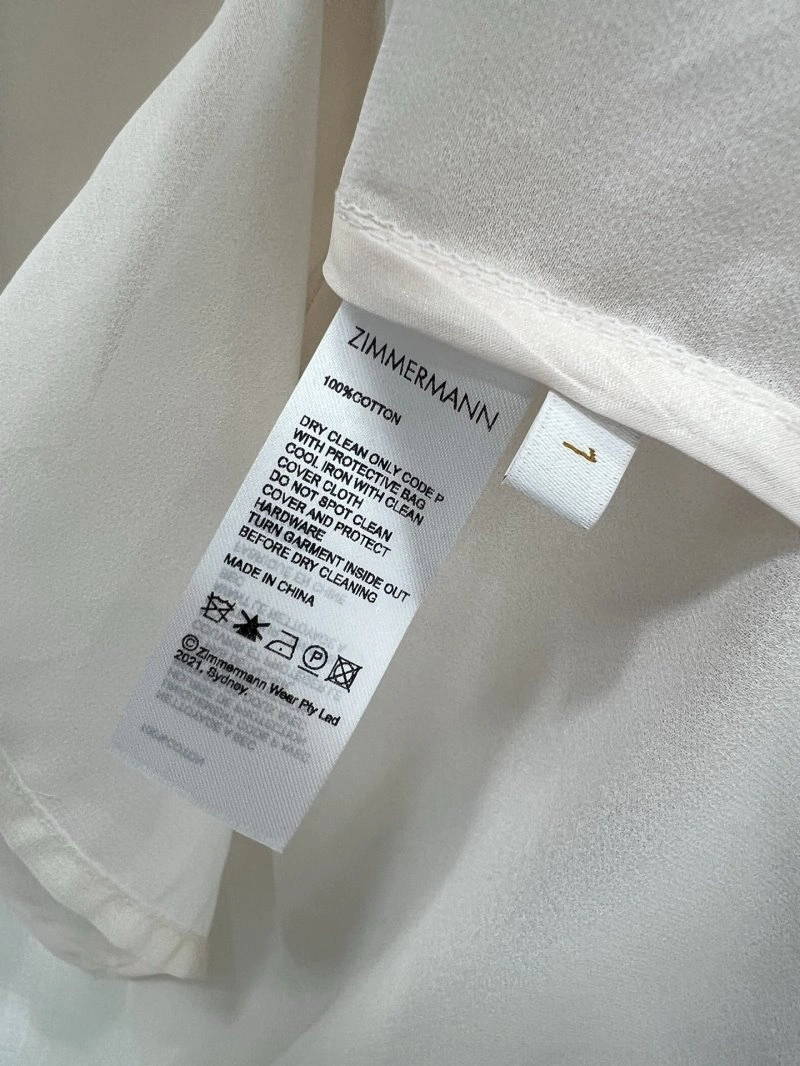 ZIMMERMANN
100%COTTON
DRY CLEAN ONLY CODE P
WITH PROTECTIVE BAG
COOL IRON WITH CLEAN
COVER CLOTH
DO NOT SPOT CLEAN
COVER AND PROTECT
HARDWARE
TURN GARMENT INSIDE OUT
BEFORE DRY CLEANING
MADE IN CHINA
P
©Zimmermann Wear Pty Lad
2021, Sydney.
1